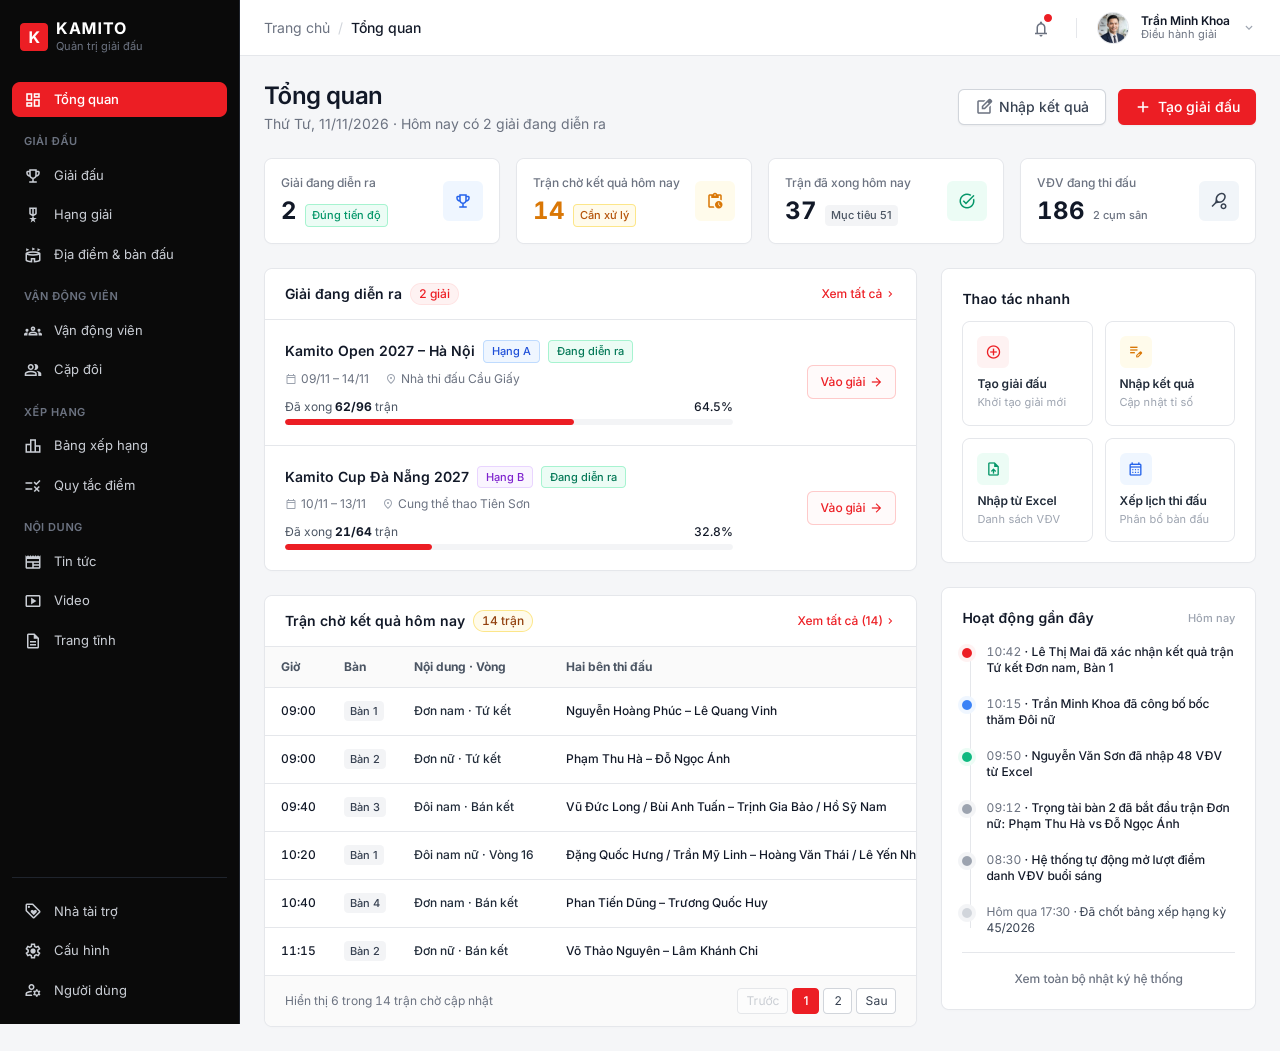 K
KAMITO
Quản trị giải đấu
Tổng quan
GIẢI ĐẤU
Giải đấu
Hạng giải
Địa điểm & bàn đấu
VẬN ĐỘNG VIÊN
Vận động viên
Cặp đôi
XẾP HẠNG
Bảng xếp hạng
Quy tắc điểm
NỘI DUNG
Tin tức
Video
Trang tĩnh
Nhà tài trợ
Cấu hình
Người dùng
Trang chủ / Tổng quan
Trần Minh Khoa
Điều hành giải
Tổng quan
Thứ Tư, 11/11/2026 · Hôm nay có 2 giải đang diễn ra
Nhập kết quả
Tạo giải đấu
Giải đang diễn ra
2 Đúng tiến độ
Trận chờ kết quả hôm nay
14 Cần xử lý
Trận đã xong hôm nay
37 Mục tiêu 51
VĐV đang thi đấu
186 2 cụm sân
Giải đang diễn ra 2 giải
Xem tất cả ›
Kamito Open 2027 – Hà Nội Hạng A Đang diễn ra
09/11 – 14/11 Nhà thi đấu Cầu Giấy
Đã xong 62/96 trận 64.5%
Vào giải →
Kamito Cup Đà Nẵng 2027 Hạng B Đang diễn ra
10/11 – 13/11 Cung thể thao Tiên Sơn
Đã xong 21/64 trận 32.8%
Vào giải →
Trận chờ kết quả hôm nay 14 trận
Xem tất cả (14) ›
Giờ Bàn Nội dung · Vòng Hai bên thi đấu
09:00 Bàn 1 Đơn nam · Tứ kết Nguyễn Hoàng Phúc – Lê Quang Vinh
09:00 Bàn 2 Đơn nữ · Tứ kết Phạm Thu Hà – Đỗ Ngọc Ánh
09:40 Bàn 3 Đôi nam · Bán kết Vũ Đức Long / Bùi Anh Tuấn – Trịnh Gia Bảo / Hồ Sỹ Nam
10:20 Bàn 1 Đôi nam nữ · Vòng 16 Đặng Quốc Hưng / Trần Mỹ Linh – Hoàng Văn Thái / Lê Yến Nh
10:40 Bàn 4 Đơn nam · Bán kết Phan Tiến Dũng – Trương Quốc Huy
11:15 Bàn 2 Đơn nữ · Bán kết Võ Thảo Nguyên – Lâm Khánh Chi
Hiển thị 6 trong 14 trận chờ cập nhật
Trước 1 2 Sau
Thao tác nhanh
Tạo giải đấu
Khởi tạo giải mới
Nhập kết quả
Cập nhật tỉ số
Nhập từ Excel
Danh sách VĐV
Xếp lịch thi đấu
Phân bổ bàn đấu
Hoạt động gần đây
Hôm nay
10:42 · Lê Thị Mai đã xác nhận kết quả trận
Tứ kết Đơn nam, Bàn 1
10:15 · Trần Minh Khoa đã công bố bốc
thăm Đôi nữ
09:50 · Nguyễn Văn Sơn đã nhập 48 VĐV
từ Excel
09:12 · Trọng tài bàn 2 đã bắt đầu trận Đơn
nữ: Phạm Thu Hà vs Đỗ Ngọc Ánh
08:30 · Hệ thống tự động mở lượt điểm
danh VĐV buổi sáng
Hôm qua 17:30 · Đã chốt bảng xếp hạng kỳ
45/2026
Xem toàn bộ nhật ký hệ thống